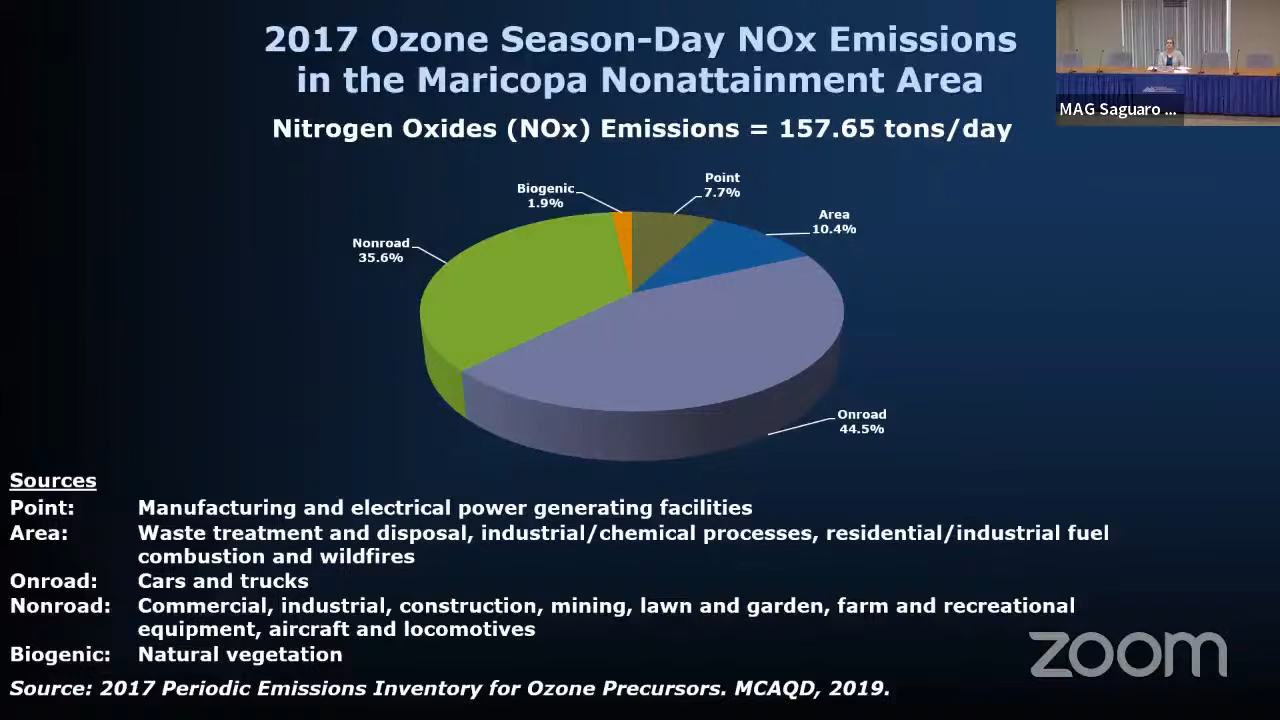 2017 Ozone Season-Day NOx Emissions
in the Maricopa Nonattainment Area
Nitrogen Oxides (NOx) Emissions = 157.65 tons/day
MAG Saguaro ...
Point
7.7%
Biogenic
1.9%
Area
10.4%
Nonroad
35.6%
Onroad
44.5%
Sources
Point: Manufacturing and electrical power generating facilities
Area: Waste treatment and disposal, industrial/chemical processes, residential/industrial fuel
combustion and wildfires
Onroad: Cars and trucks
Nonroad: Commercial, industrial, construction, mining, lawn and garden, farm and recreational
equipment, aircraft and locomotives
Biogenic: Natural vegetation
Source: 2017 Periodic Emissions Inventory for Ozone Precursors. MCAQD, 2019.
zoom